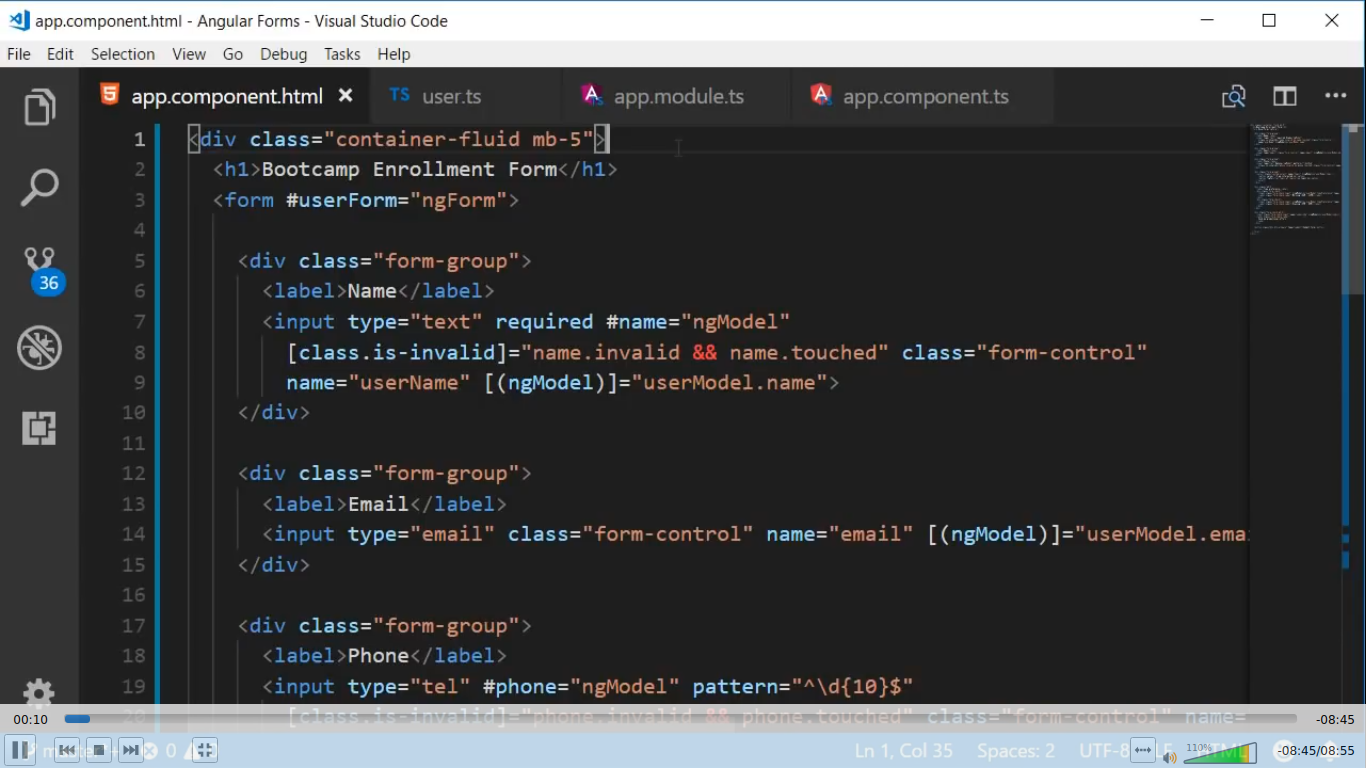 app.component.html - Angular Forms - Visual Studio Code
File Edit Selection View Go Debug Tasks Help
app.component.html TS user.ts app.module.ts app.component.ts
36
1 <div class="container-fluid mb-5">
2 <h1>Bootcamp Enrollment Form</h1>
3 <form #userForm="ngForm">
4
5 <div class="form-group">
6 <label>Name</label>
7 <input type="text" required #name="ngModel"
8 [class.is-invalid]="name.invalid && name.touched" class="form-control"
9 name="userName" [(ngModel)]="userModel.name">
10 </div>
11
12 <div class="form-group">
13 <label>Email</label>
14 <input type="email" class="form-control" name="email" [(ngModel)]="userModel.emai
15 </div>
16
17 <div class="form-group">
18 <label>Phone</label>
19 <input type="tel" #phone="ngModel" pattern="^\d{10}$"
20 [class.is-invalid]="phone.invalid && phone.touched" class="form-control" name=
00:10 -08:45
0 Ln 1, Col 35 Spaces: 2 UTF-8 HTML 110% -08:45/08:55